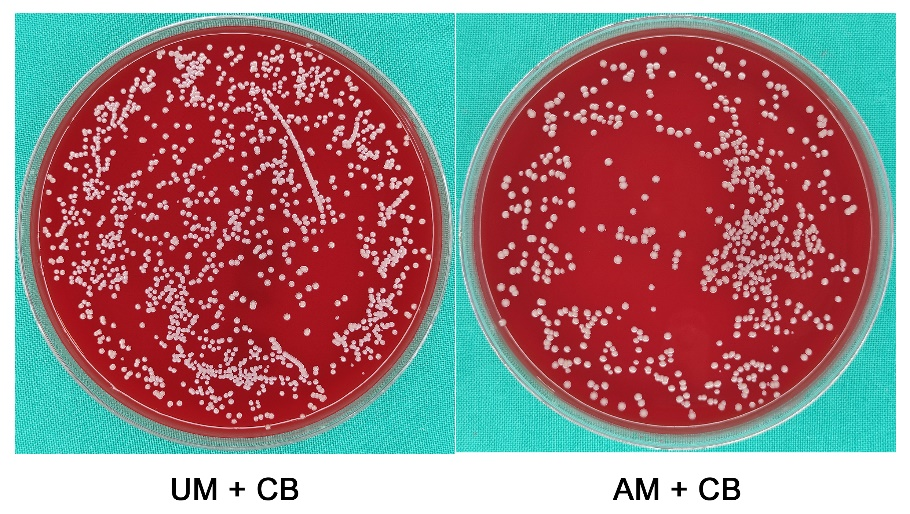 UM + CB
AM + CB